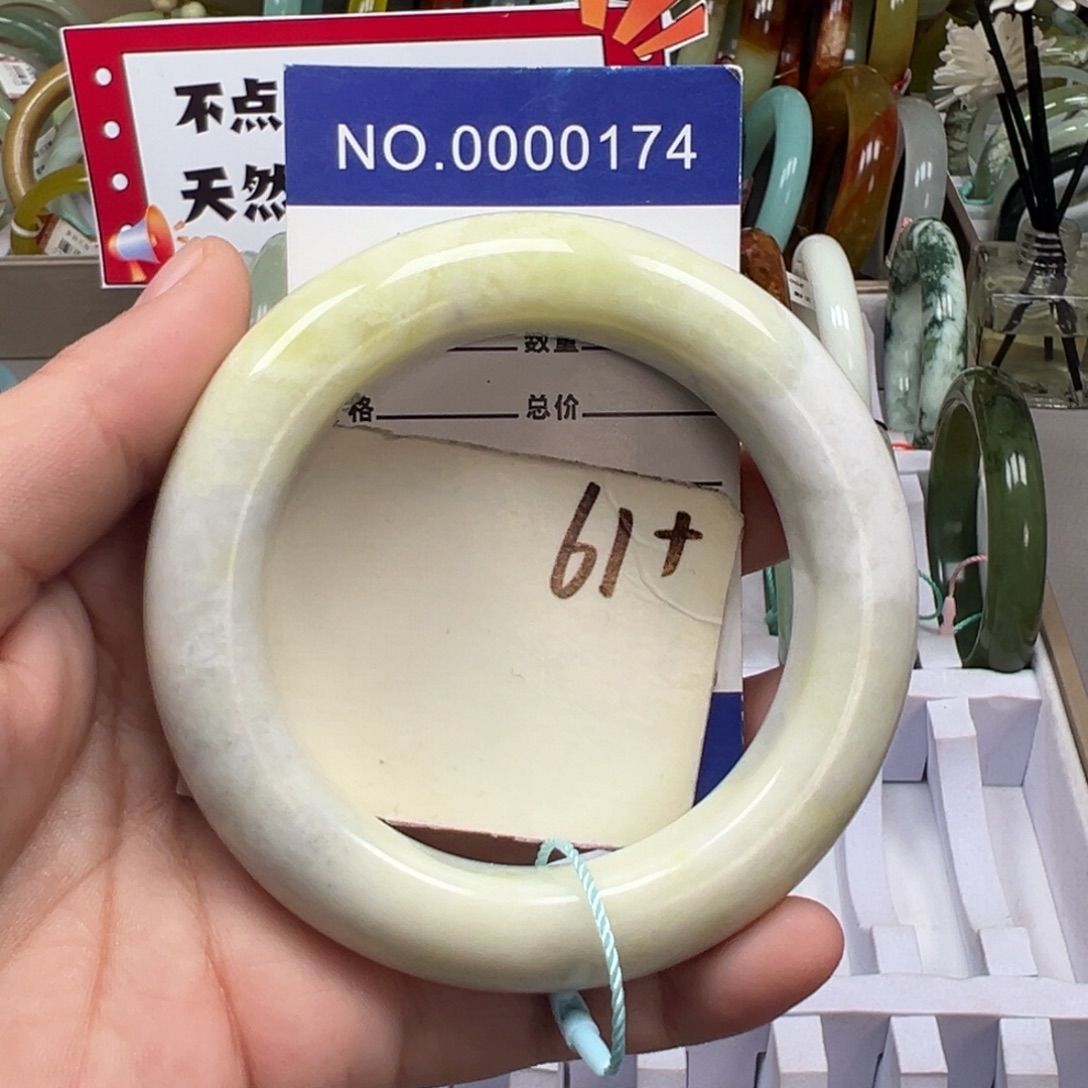 不点
天然
NO.0000174
数量
格 总价
61+